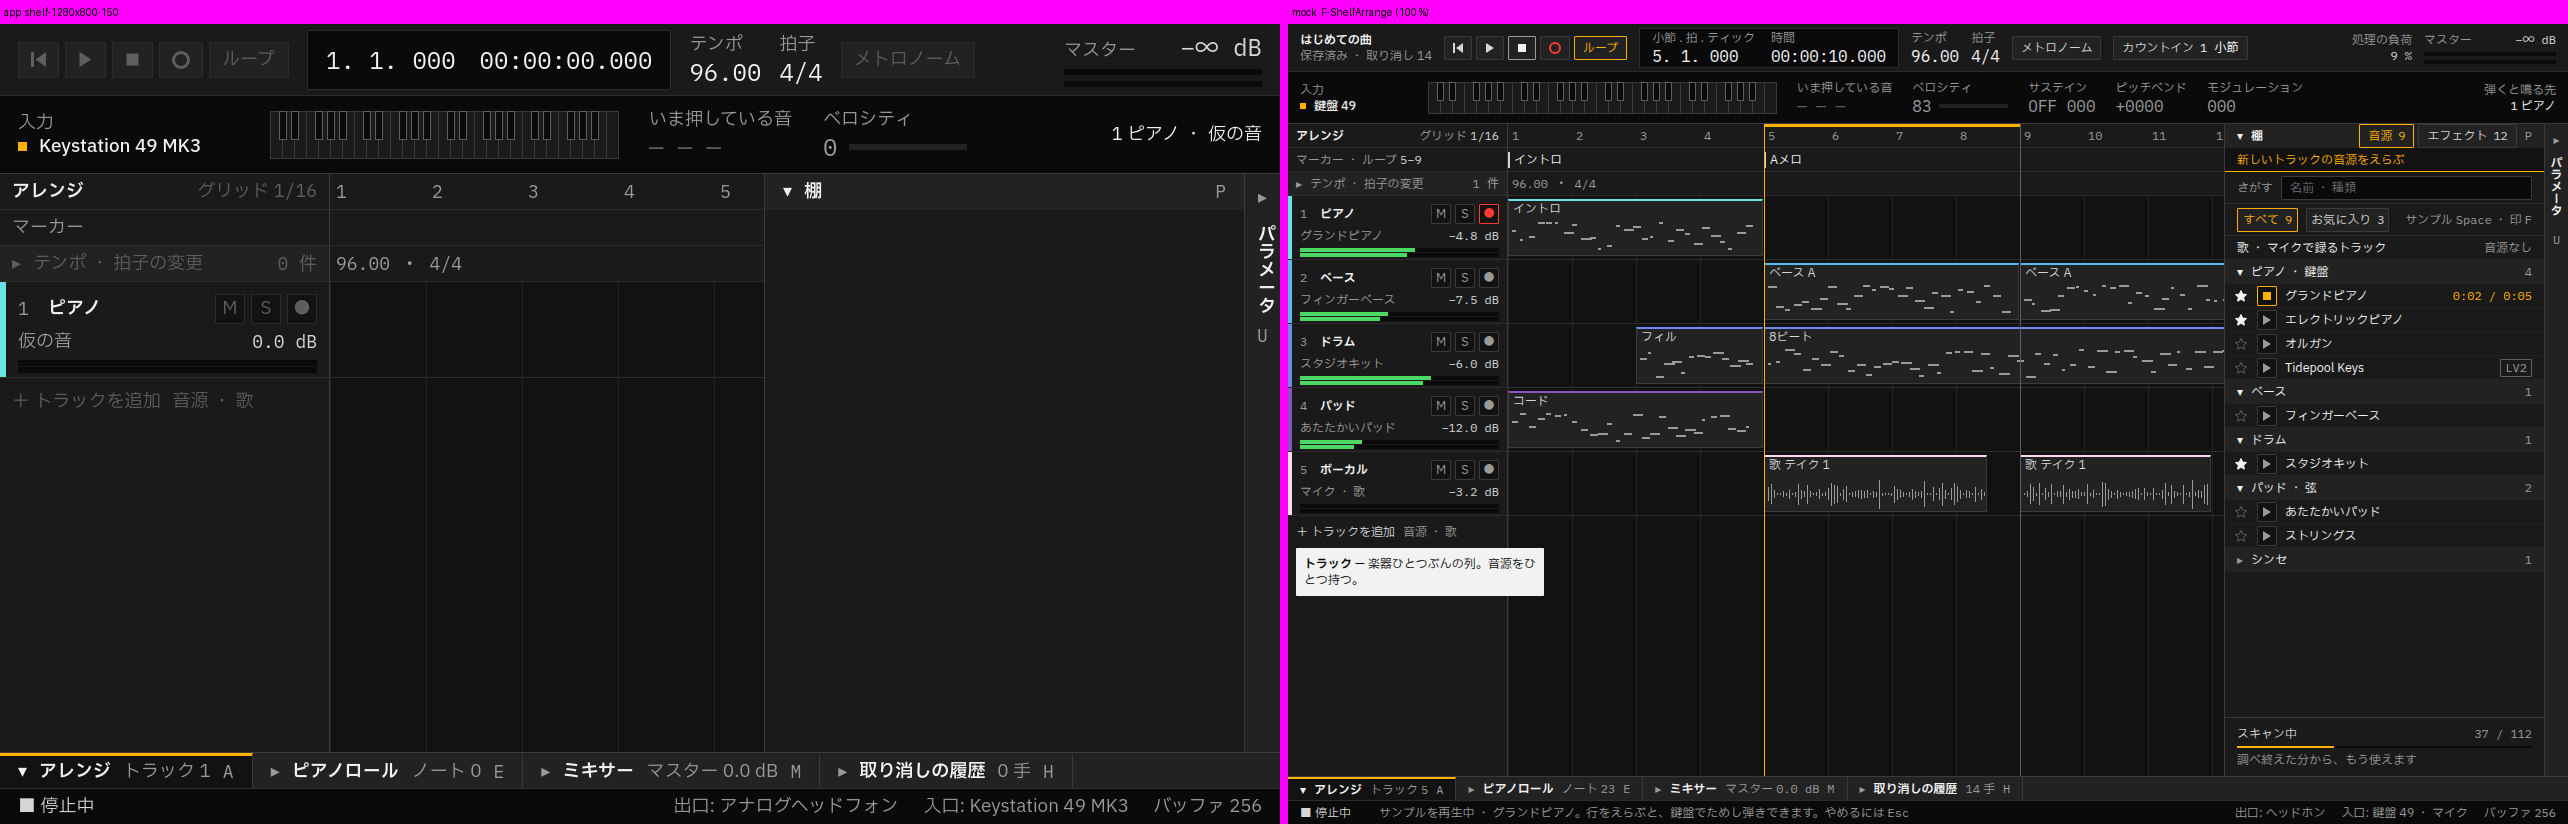 app shelf-1280x800-150
ループ
1. 1. 000 00:00:00.000
テンポ 拍子
96.00 4/4
メトロノーム
マスター −∞ dB
入力
Keystation 49 MK3
いま押している音 ベロシティ
— — — 0
1 ピアノ ・ 仮の音
アレンジ グリッド 1/16 1 2 3 4 5
▼ 棚 P
マーカー
▶ テンポ ・ 拍子の変更 0 件 96.00 • 4/4
▶ パラメータ U
1 ピアノ M S
仮の音 0.0 dB
＋ トラックを追加 音源 ・ 歌
▼ アレンジ トラック 1 A ▶ ピアノロール ノート 0 E ▶ ミキサー マスター 0.0 dB M ▶ 取り消しの履歴 0 手 H
■ 停止中 出口: アナログヘッドフォン 入口: Keystation 49 MK3 バッファ 256
mock F-ShelfArrange (100 %)
はじめての曲
保存済み ・ 取り消し 14
ループ
小節 . 拍 . ティック 時間
5. 1. 000 00:00:10.000
テンポ 拍子
96.00 4/4
メトロノーム
カウントイン 1 小節
処理の負荷 マスター −∞ dB
9 %
入力
鍵盤 49
いま押している音 ベロシティ サステイン ピッチベンド モジュレーション
— — — 83 OFF 000 +0000 000
弾くと鳴る先
1 ピアノ
アレンジ グリッド 1/16 1 2 3 4 5 6 7 8 9 10 11 1
マーカー ・ ループ 5–9 イントロ Aメロ
▶ テンポ ・ 拍子の変更 1 件 96.00 • 4/4
1 ピアノ M S
グランドピアノ −4.8 dB
イントロ
2 ベース M S
フィンガーベース −7.5 dB
ベース A ベース A
3 ドラム M S
スタジオキット −6.0 dB
フィル 8ビート
4 パッド M S
あたたかいパッド −12.0 dB
コード
5 ボーカル M S
マイク ・ 歌 −3.2 dB
歌 テイク 1 歌 テイク 1
＋ トラックを追加 音源 ・ 歌
トラック — 楽器ひとつぶんの列。音源をひ
とつ持つ。
▼ 棚 音源 9 エフェクト 12 P
新しいトラックの音源をえらぶ
さがす 名前 ・ 種類
すべて 9 お気に入り 3 サンプル Space ・ 印 F
歌 ・ マイクで録るトラック 音源なし
▼ ピアノ ・ 鍵盤 4
★ グランドピアノ 0:02 / 0:05
★ エレクトリックピアノ
☆ オルガン
☆ Tidepool Keys LV2
▼ ベース 1
☆ フィンガーベース
▼ ドラム 1
★ スタジオキット
▼ パッド ・ 弦 2
☆ あたたかいパッド
☆ ストリングス
▶ シンセ 1
スキャン中 37 / 112
調べ終えた分から、もう使えます
▶ パラメータ U
▼ アレンジ トラック 5 A ▶ ピアノロール ノート 23 E ▶ ミキサー マスター 0.0 dB M ▶ 取り消しの履歴 14 手 H
■ 停止中 サンプルを再生中 ・ グランドピアノ。行をえらぶと、鍵盤でためし弾きできます。やめるには Esc 出口: ヘッドホン 入口: 鍵盤 49 ・ マイク バッファ 256